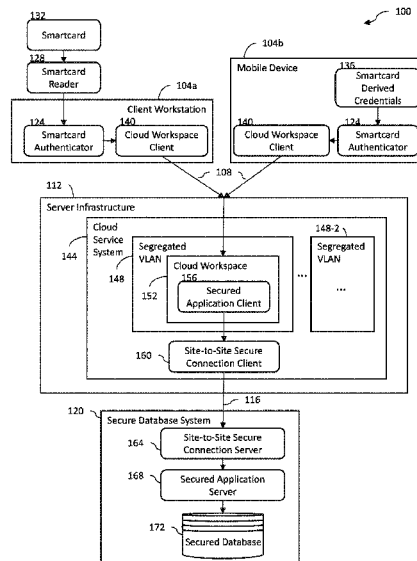 100
132
Smartcard
128
Smartcard
Reader
104a
Client Workstation
124
Smartcard
Authenticator
140
Cloud Workspace
Client
104b
Mobile Device
136
Smartcard
Derived
Credentials
140
Cloud Workspace
Client
124
Smartcard
Authenticator
108
112
Server Infrastructure
144
Cloud
Service
System
148
Segregated
VLAN
Cloud Workspace
152
156
Secured
Application Client
...
148-2
Segregated
VLAN
...
160
Site-to-Site Secure
Connection Client
116
120
Secure Database System
164
Site-to-Site Secure
Connection Server
168
Secured Application
Server
172
Secured Database